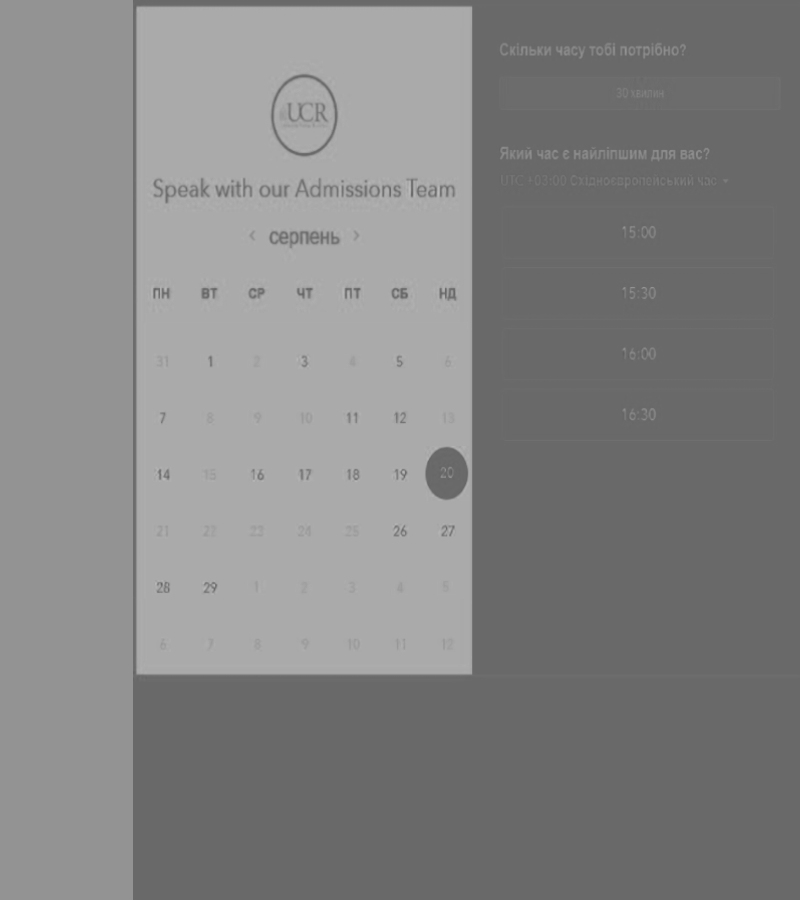 UCR
Speak with our Admissions Team
‹ серпень ›
ПН ВТ СР ЧТ ПТ СБ НД
31 1 2 3 4 5 6
7 8 9 10 11 12 13
14 15 16 17 18 19 20
21 22 23 24 25 26 27
28 29 1 2 3 4 5
6 7 8 9 10 11 12
Скільки часу тобі потрібно?
30 хвилин
Який час є найліпшим для вас?
UTC +03:00 Східноєвропейський час
15:00
15:30
16:00
16:30